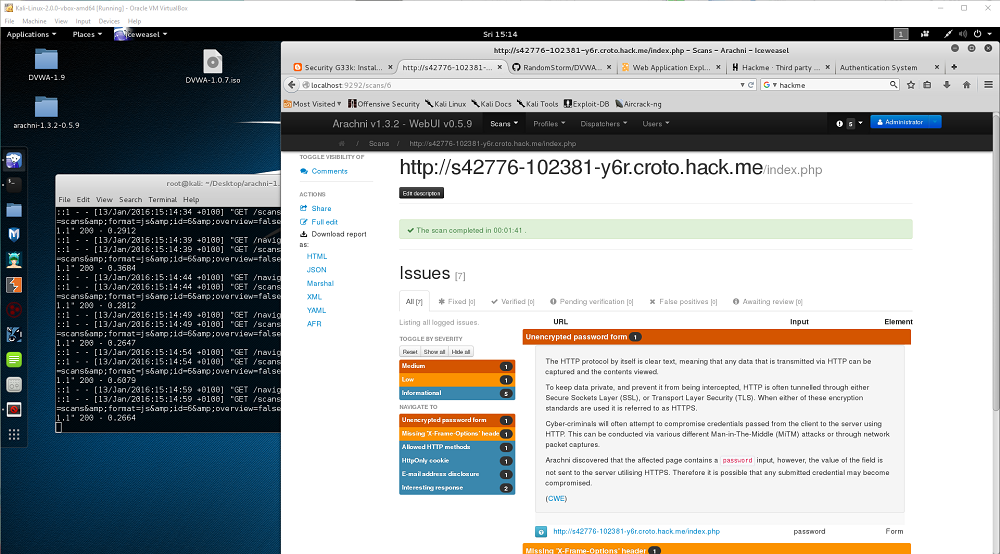 Kali-Linux-2.0.0-vbox-amd64 [Running] - Oracle VM VirtualBox
File Machine View Input Devices Help
Applications Places Iceweasel Sri 15:14 1
DVWA-1.9
DVWA-1.0.7.iso
arachni-1.3.2-0.5.9
root@kali: ~/Desktop/arachni-1.
File Edit View Search Terminal Help
::1 - - [13/Jan/2016:15:14:34 +0100] "GET /scans
=scans&amp;format=js&amp;id=6&amp;overview=false
1.1" 200 - 0.2912
::1 - - [13/Jan/2016:15:14:39 +0100] "GET /navig
::1 - - [13/Jan/2016:15:14:39 +0100] "GET /scans
=scans&amp;format=js&amp;id=6&amp;overview=false
1.1" 200 - 0.3684
::1 - - [13/Jan/2016:15:14:44 +0100] "GET /navig
::1 - - [13/Jan/2016:15:14:44 +0100] "GET /scans
=scans&amp;format=js&amp;id=6&amp;overview=false
1.1" 200 - 0.2812
::1 - - [13/Jan/2016:15:14:49 +0100] "GET /navig
::1 - - [13/Jan/2016:15:14:49 +0100] "GET /scans
=scans&amp;format=js&amp;id=6&amp;overview=false
1.1" 200 - 0.2647
::1 - - [13/Jan/2016:15:14:54 +0100] "GET /navig
::1 - - [13/Jan/2016:15:14:54 +0100] "GET /scans
=scans&amp;format=js&amp;id=6&amp;overview=false
1.1" 200 - 0.6079
::1 - - [13/Jan/2016:15:14:59 +0100] "GET /navig
::1 - - [13/Jan/2016:15:14:59 +0100] "GET /scans
=scans&amp;format=js&amp;id=6&amp;overview=false
1.1" 200 - 0.2664
http://s42776-102381-y6r.croto.hack.me/index.php – Scans – Arachni - Iceweasel
Security G33k: Instal... http://s42776-102381-... RandomStorm/DVWA... Web Application Expl... Hackme · Third party ... Authentication System
localhost:9292/scans/6 hackme
Most Visited Offensive Security Kali Linux Kali Docs Kali Tools Exploit-DB Aircrack-ng
Arachni v1.3.2 - WebUI v0.5.9 Scans Profiles Dispatchers Users 5 Administrator
/ Scans / http://s42776-102381-y6r.croto.hack.me/index.php
TOGGLE VISIBILITY OF
Comments
ACTIONS
Share
Full edit
Download report
as:
HTML
JSON
Marshal
XML
YAML
AFR
http://s42776-102381-y6r.croto.hack.me/index.php
Edit description
The scan completed in 00:01:41 .
Issues [7]
All [7] Fixed [0] Verified [0] Pending verification [0] False positives [0] Awaiting review [0]
Listing all logged issues.
TOGGLE BY SEVERITY
Reset Show all Hide all
Medium 1
Low 1
Informational 5
NAVIGATE TO
Unencrypted password form 1
Missing 'X-Frame-Options' header 1
Allowed HTTP methods 1
HttpOnly cookie 1
E-mail address disclosure 1
Interesting response 2
URL Input Element
Unencrypted password form 1
The HTTP protocol by itself is clear text, meaning that any data that is transmitted via HTTP can be
captured and the contents viewed.
To keep data private, and prevent it from being intercepted, HTTP is often tunnelled through either
Secure Sockets Layer (SSL), or Transport Layer Security (TLS). When either of these encryption
standards are used it is referred to as HTTPS.
Cyber-criminals will often attempt to compromise credentials passed from the client to the server using
HTTP. This can be conducted via various different Man-in-The-Middle (MiTM) attacks or through network
packet captures.
Arachni discovered that the affected page contains a password input, however, the value of the field is
not sent to the server utilising HTTPS. Therefore it is possible that any submitted credential may become
compromised.
(CWE)
http://s42776-102381-y6r.croto.hack.me/index.php password Form
Missing 'X-Frame-Options' header 1